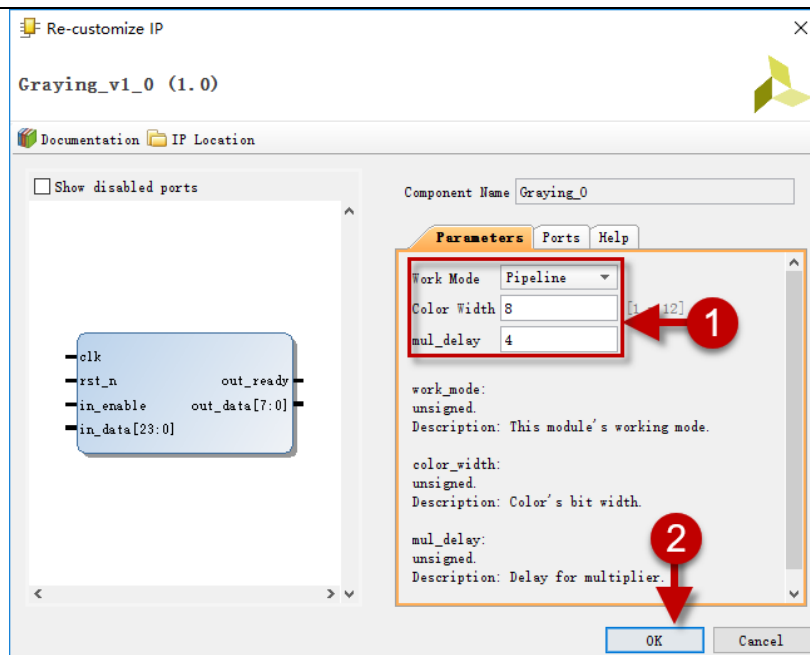 Re-customize IP
Graying_v1_0 (1.0)
Documentation IP Location
Show disabled ports
clk
rst_n
in_enable
in_data[23:0]
out_ready
out_data[7:0]
Component Name Graying_0
Parameters Ports Help
Work Mode Pipeline
Color Width 8 [1 - 12]
mul_delay 4
1
work_mode:
unsigned.
Description: This module's working mode.
color_width:
unsigned.
Description: Color's bit width.
mul_delay:
unsigned.
Description: Delay for multiplier.
2
OK Cancel